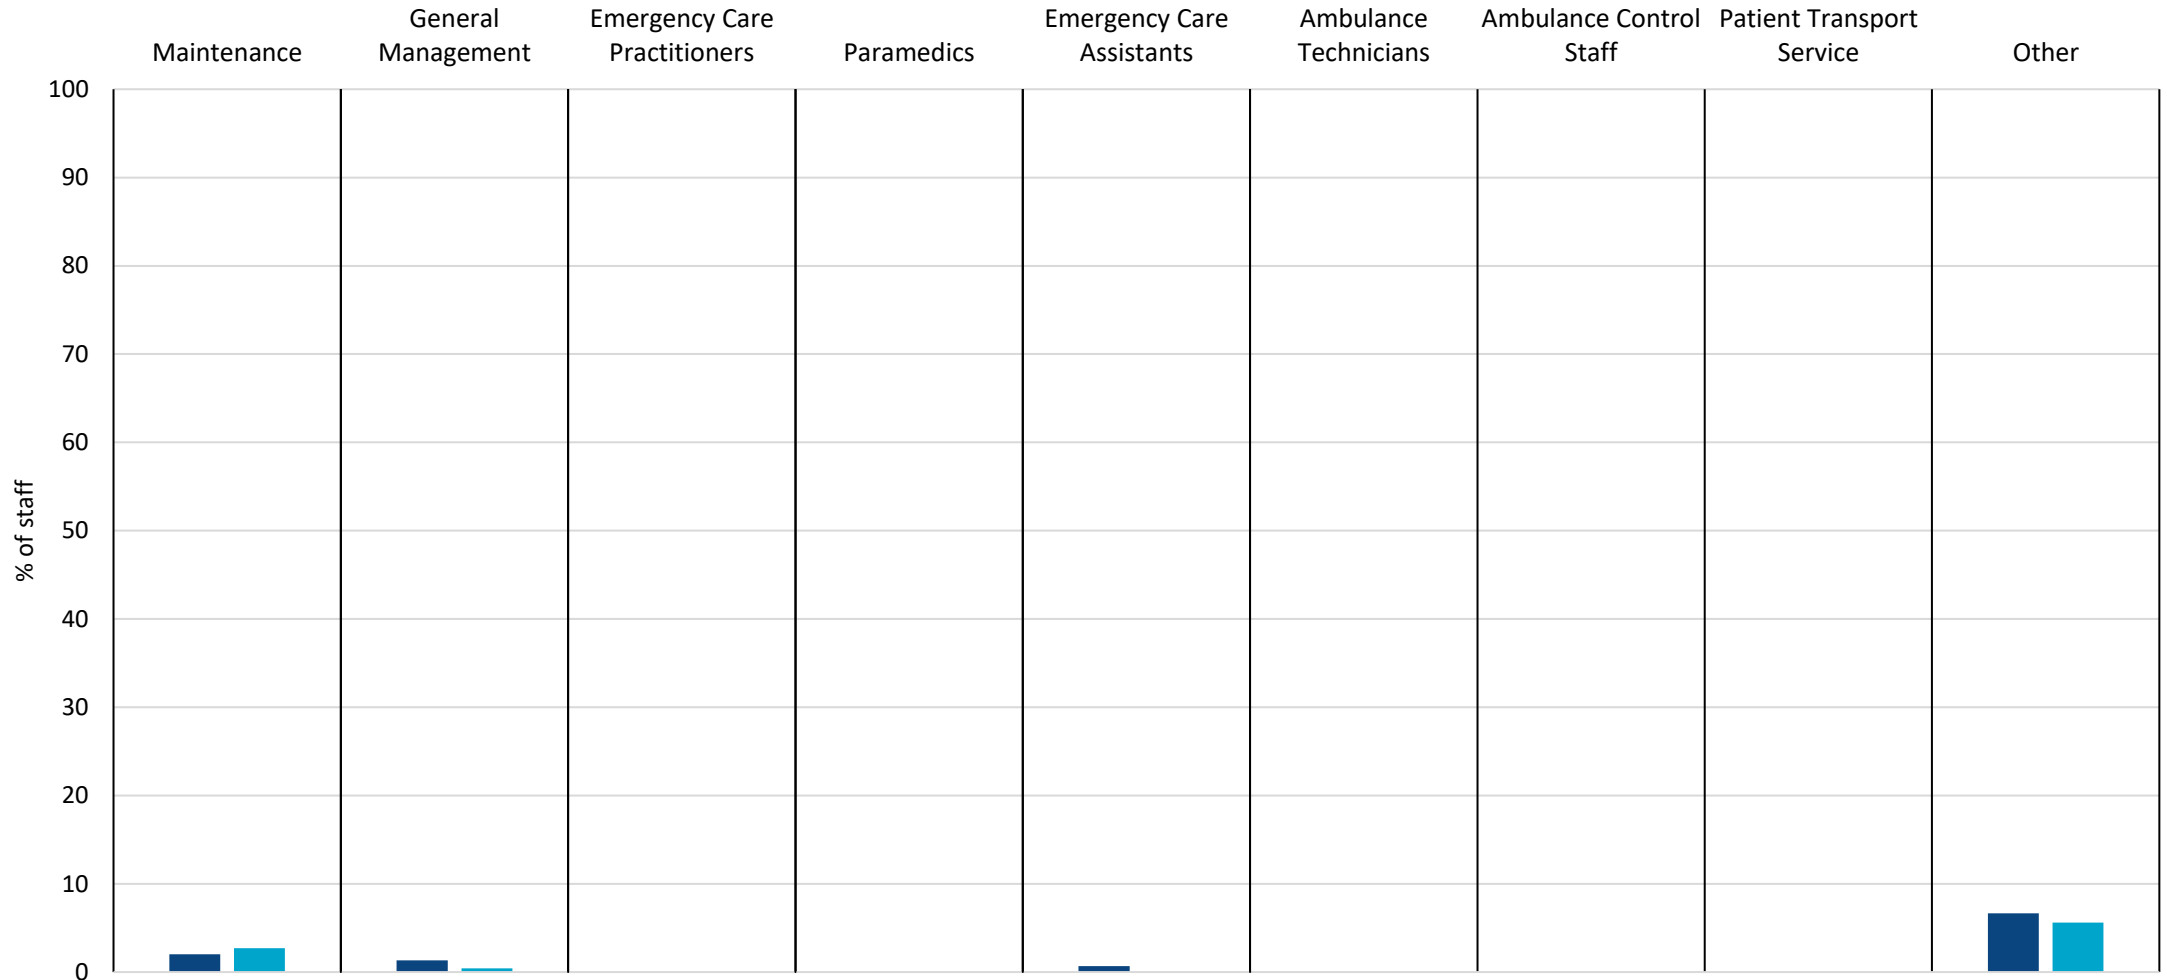 Maintenance
General
Management
Emergency Care
Practitioners
Paramedics
Emergency Care
Assistants
Ambulance
Technicians
Ambulance Control
Staff
Patient Transport
Service
Other
100
90
80
70
60
50
40
30
20
10
0
% of staff